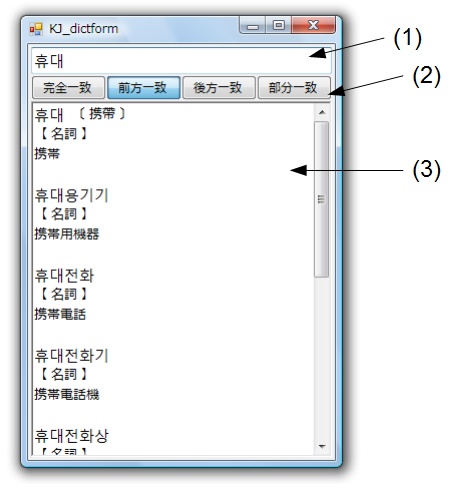 KJ_dictform
휴대
(1)
完全一致 前方一致 後方一致 部分一致
(2)
휴대 〔 携帯 〕
【 名詞 】
携帯
(3)
휴대용기기
【 名詞 】
携帯用機器
휴대전화
【 名詞 】
携帯電話
휴대전화기
【 名詞 】
携帯電話機
휴대전화상
【 名詞 】